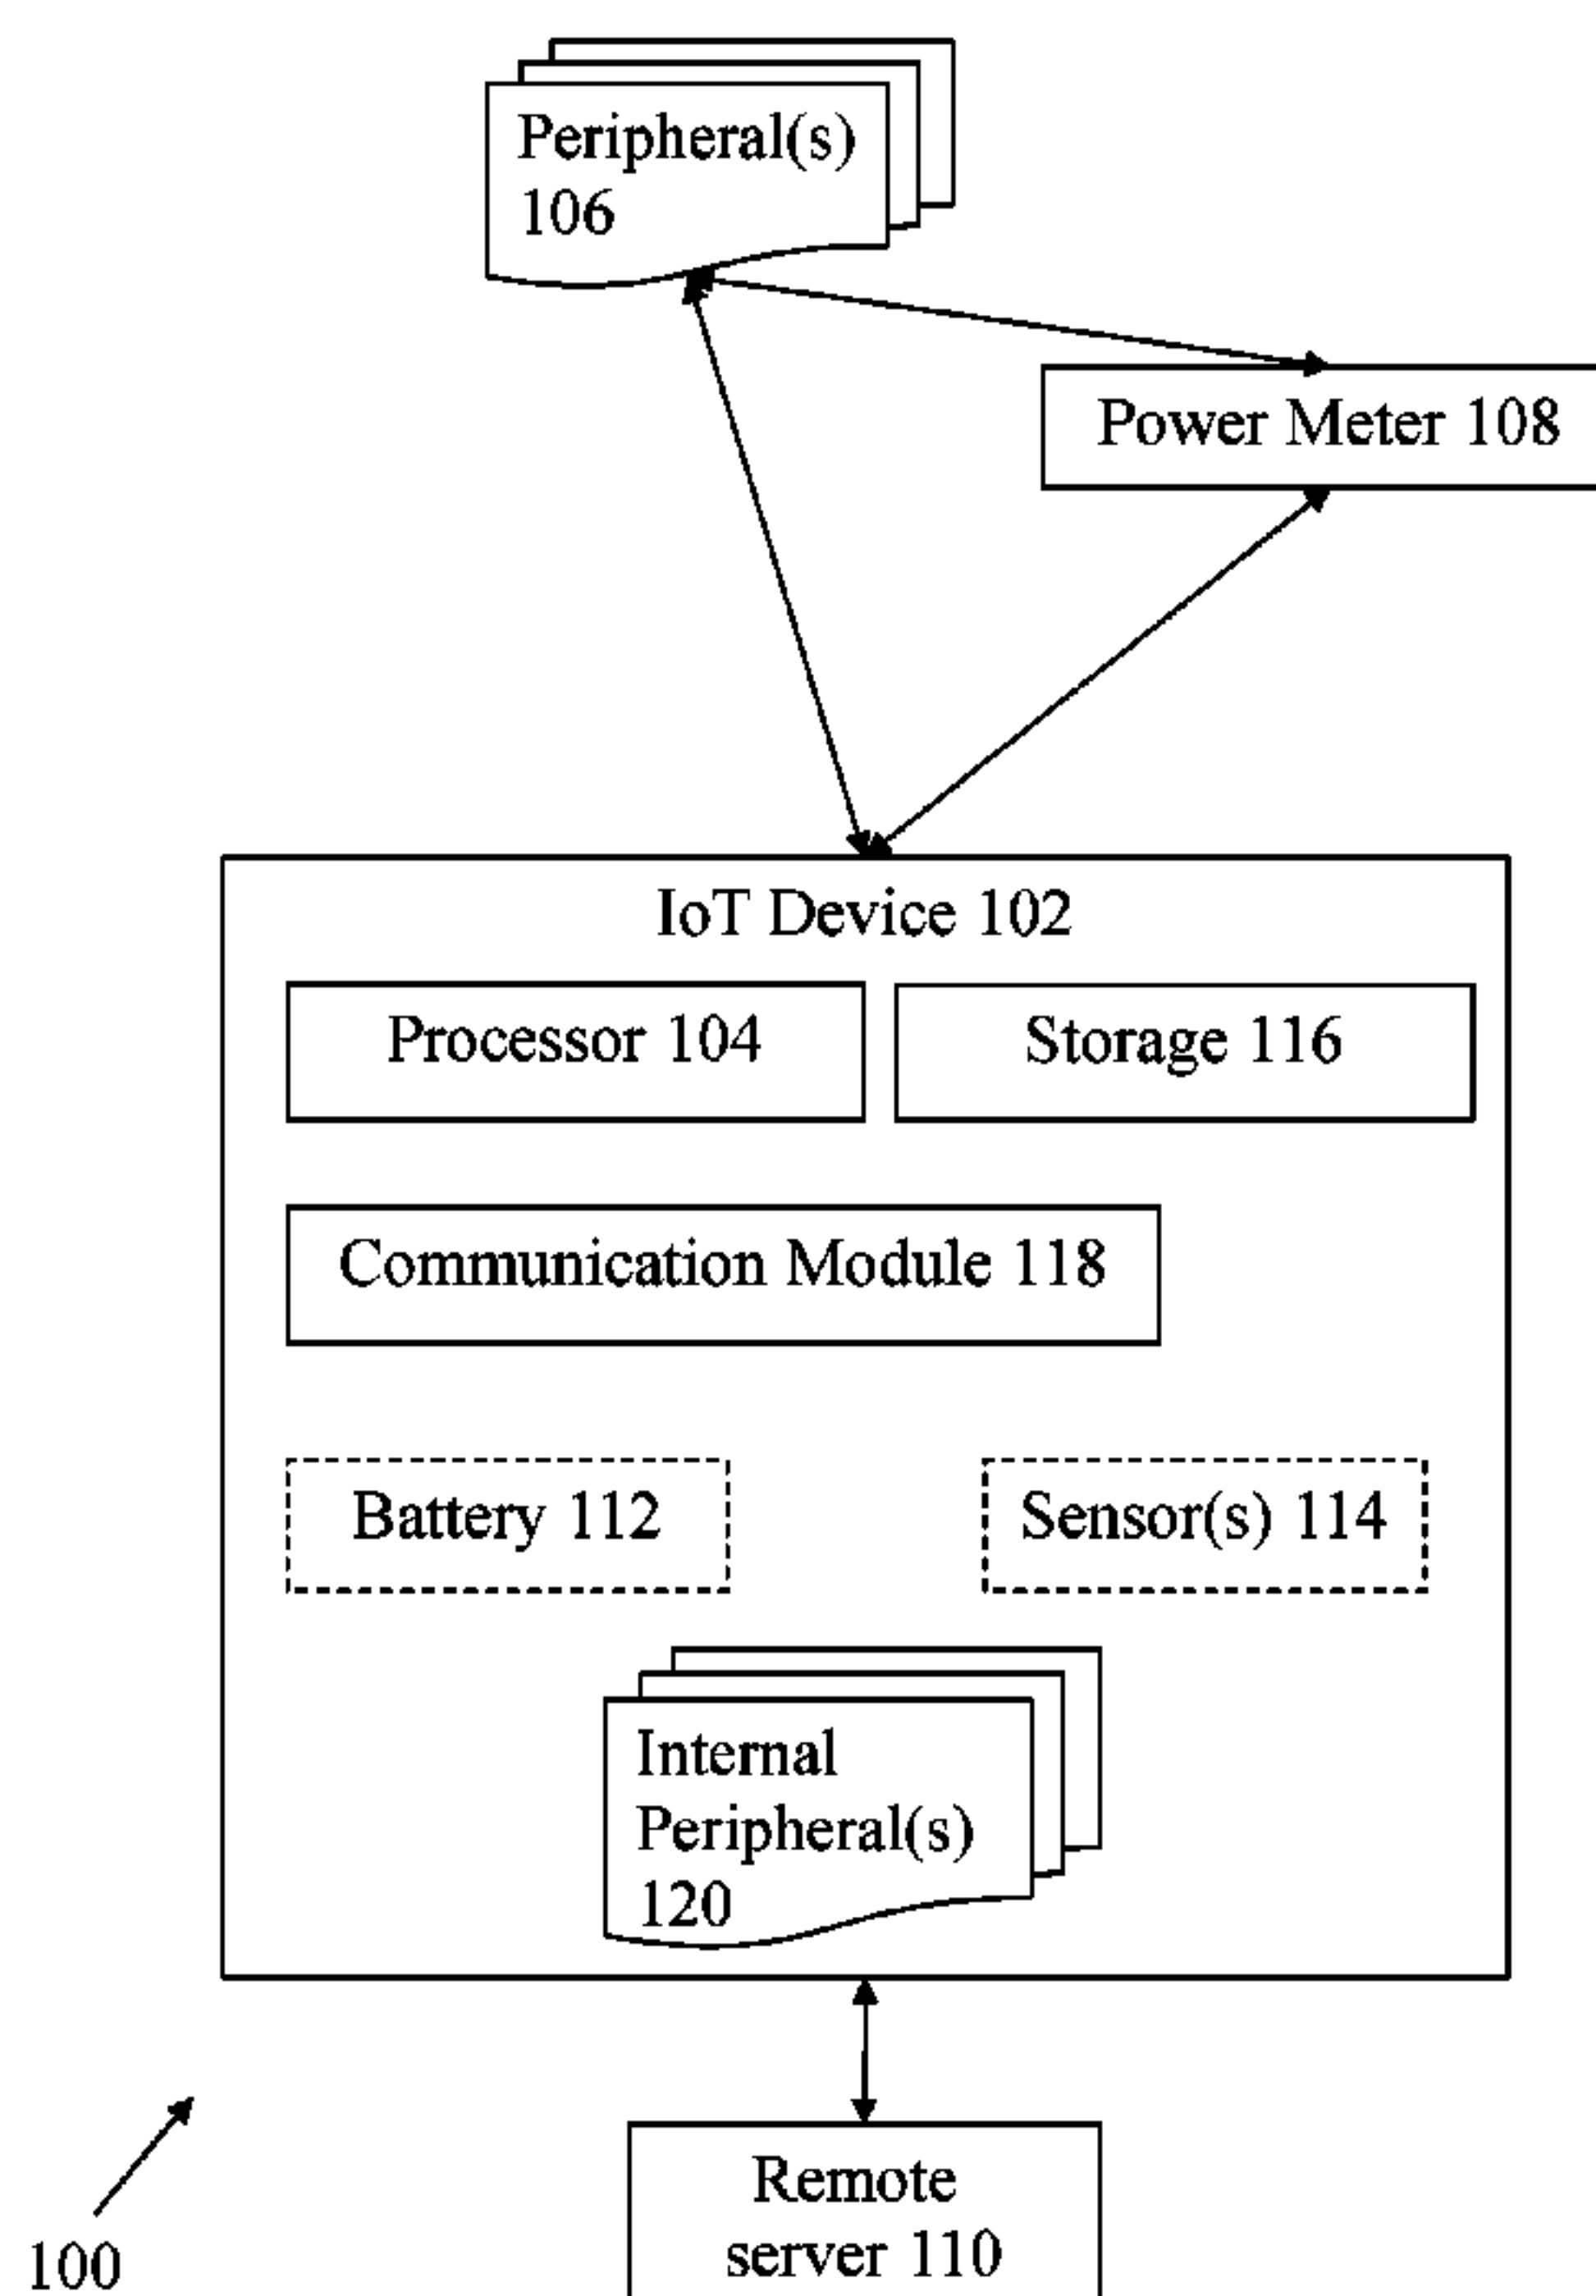 Peripheral(s)
106
Power Meter 108
IoT Device 102
Processor 104
Storage 116
Communication Module 118
Battery 112
Sensor(s) 114
Internal
Peripheral(s)
120
Remote
server 110
100